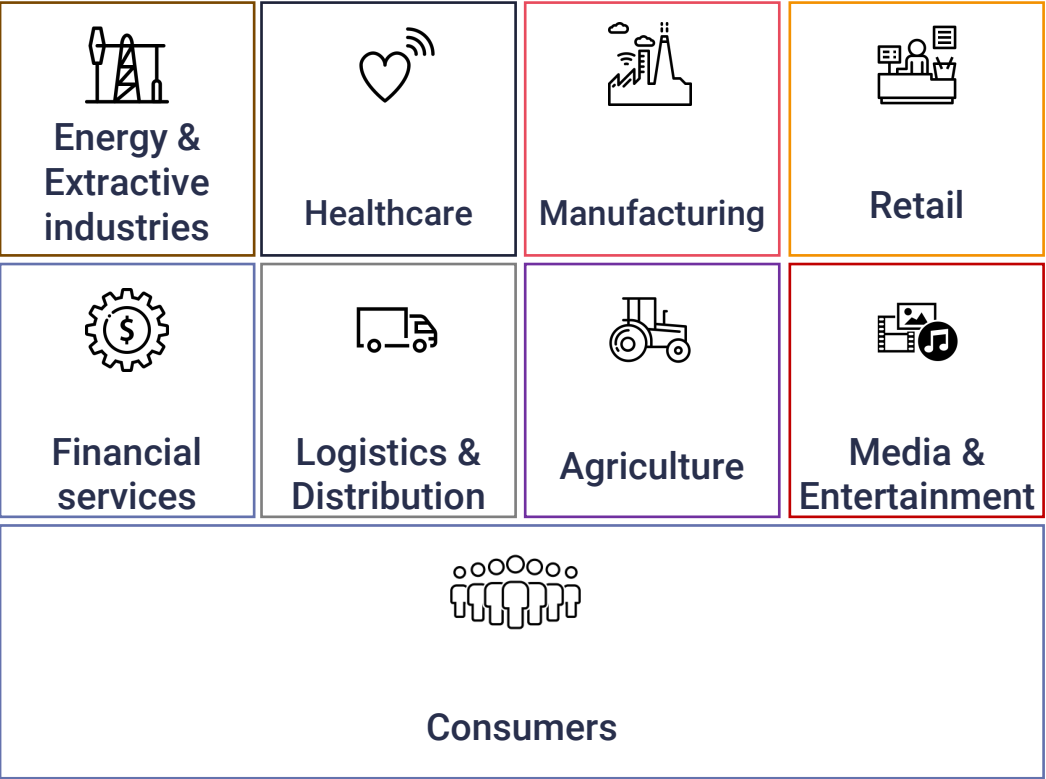 Energy &
Extractive
industries
Healthcare
Manufacturing
Retail
$
Financial
services
Logistics &
Distribution
Agriculture
Media &
Entertainment
Consumers